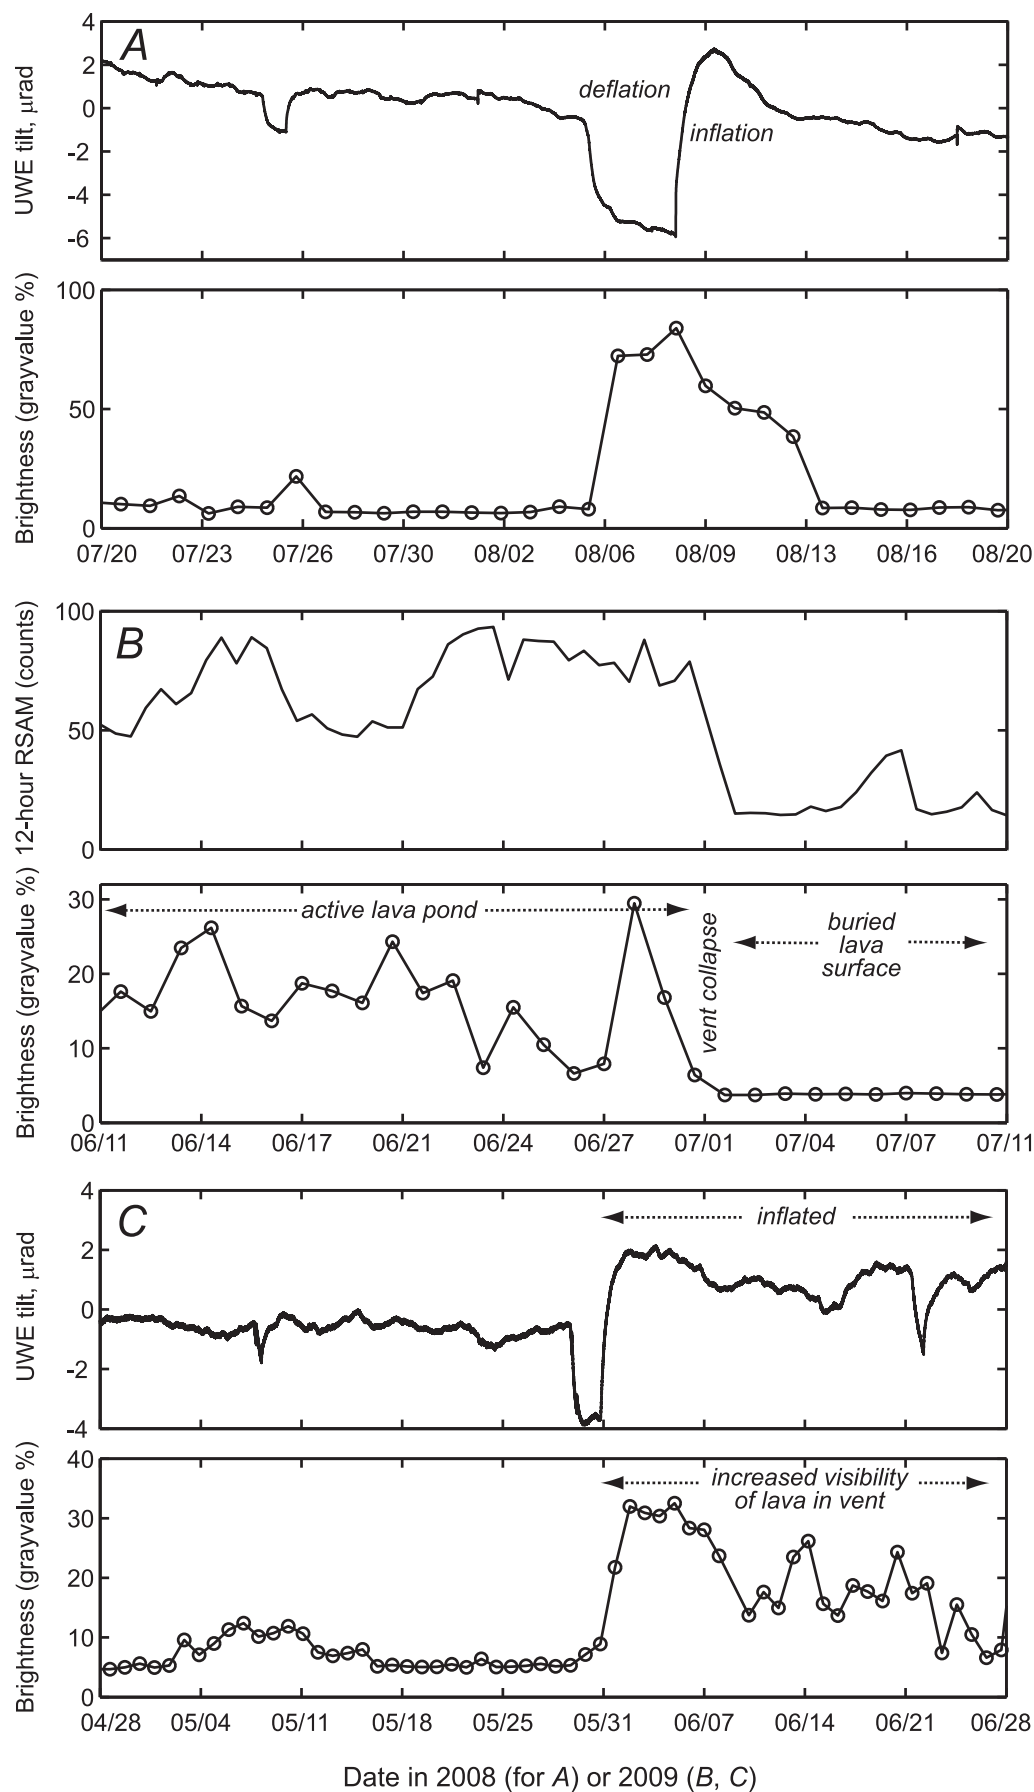 A
UWE tilt, μrad
4
2
0
-2
-4
-6
deflation
inflation
Brightness (grayvalue %)
100
50
0
07/20 07/23 07/26 07/30 08/02 08/06 08/09 08/13 08/16 08/20
B
12-hour RSAM (counts)
100
50
0
Brightness (grayvalue %)
30
20
10
0
active lava pond
vent collapse
buried
lava
surface
06/11 06/14 06/17 06/21 06/24 06/27 07/01 07/04 07/07 07/11
C
UWE tilt, μrad
4
2
0
-2
-4
inflated
Brightness (grayvalue %)
40
30
20
10
0
increased visibility
of lava in vent
04/28 05/04 05/11 05/18 05/25 05/31 06/07 06/14 06/21 06/28
Date in 2008 (for A) or 2009 (B, C)